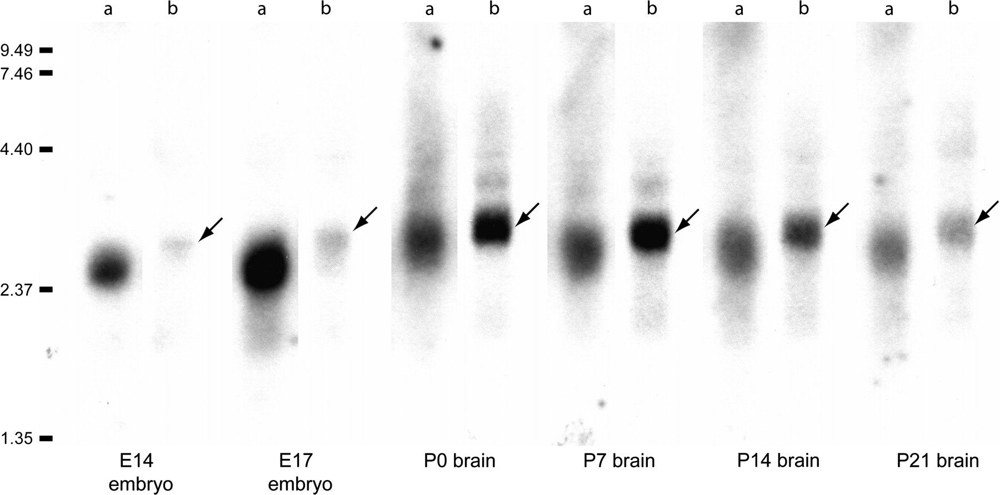 a b a b a b a b a b a b
9.49
7.46
4.40
2.37
1.35
E14 embryo
E17 embryo
P0 brain
P7 brain
P14 brain
P21 brain